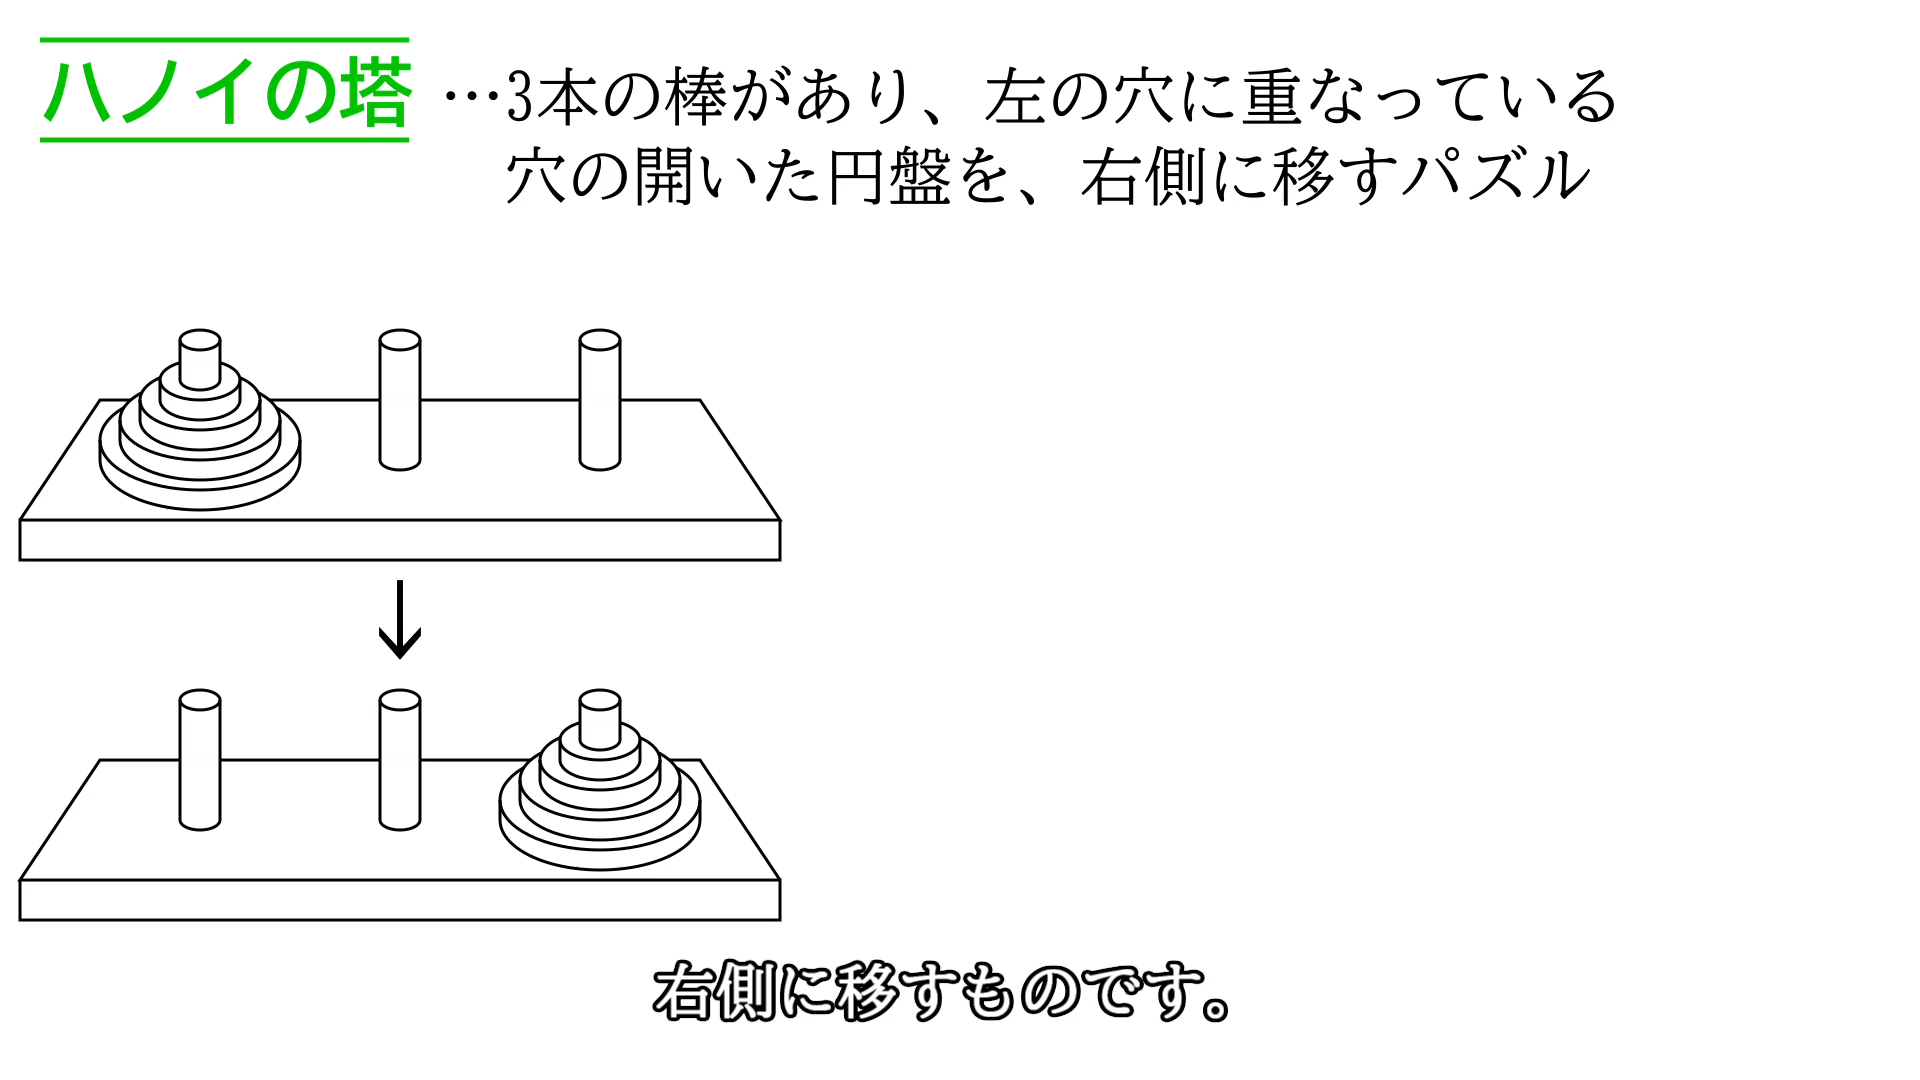 ハノイの塔 …3本の棒があり、左の穴に重なっている
穴の開いた円盤を、右側に移すパズル
右側に移すものです。